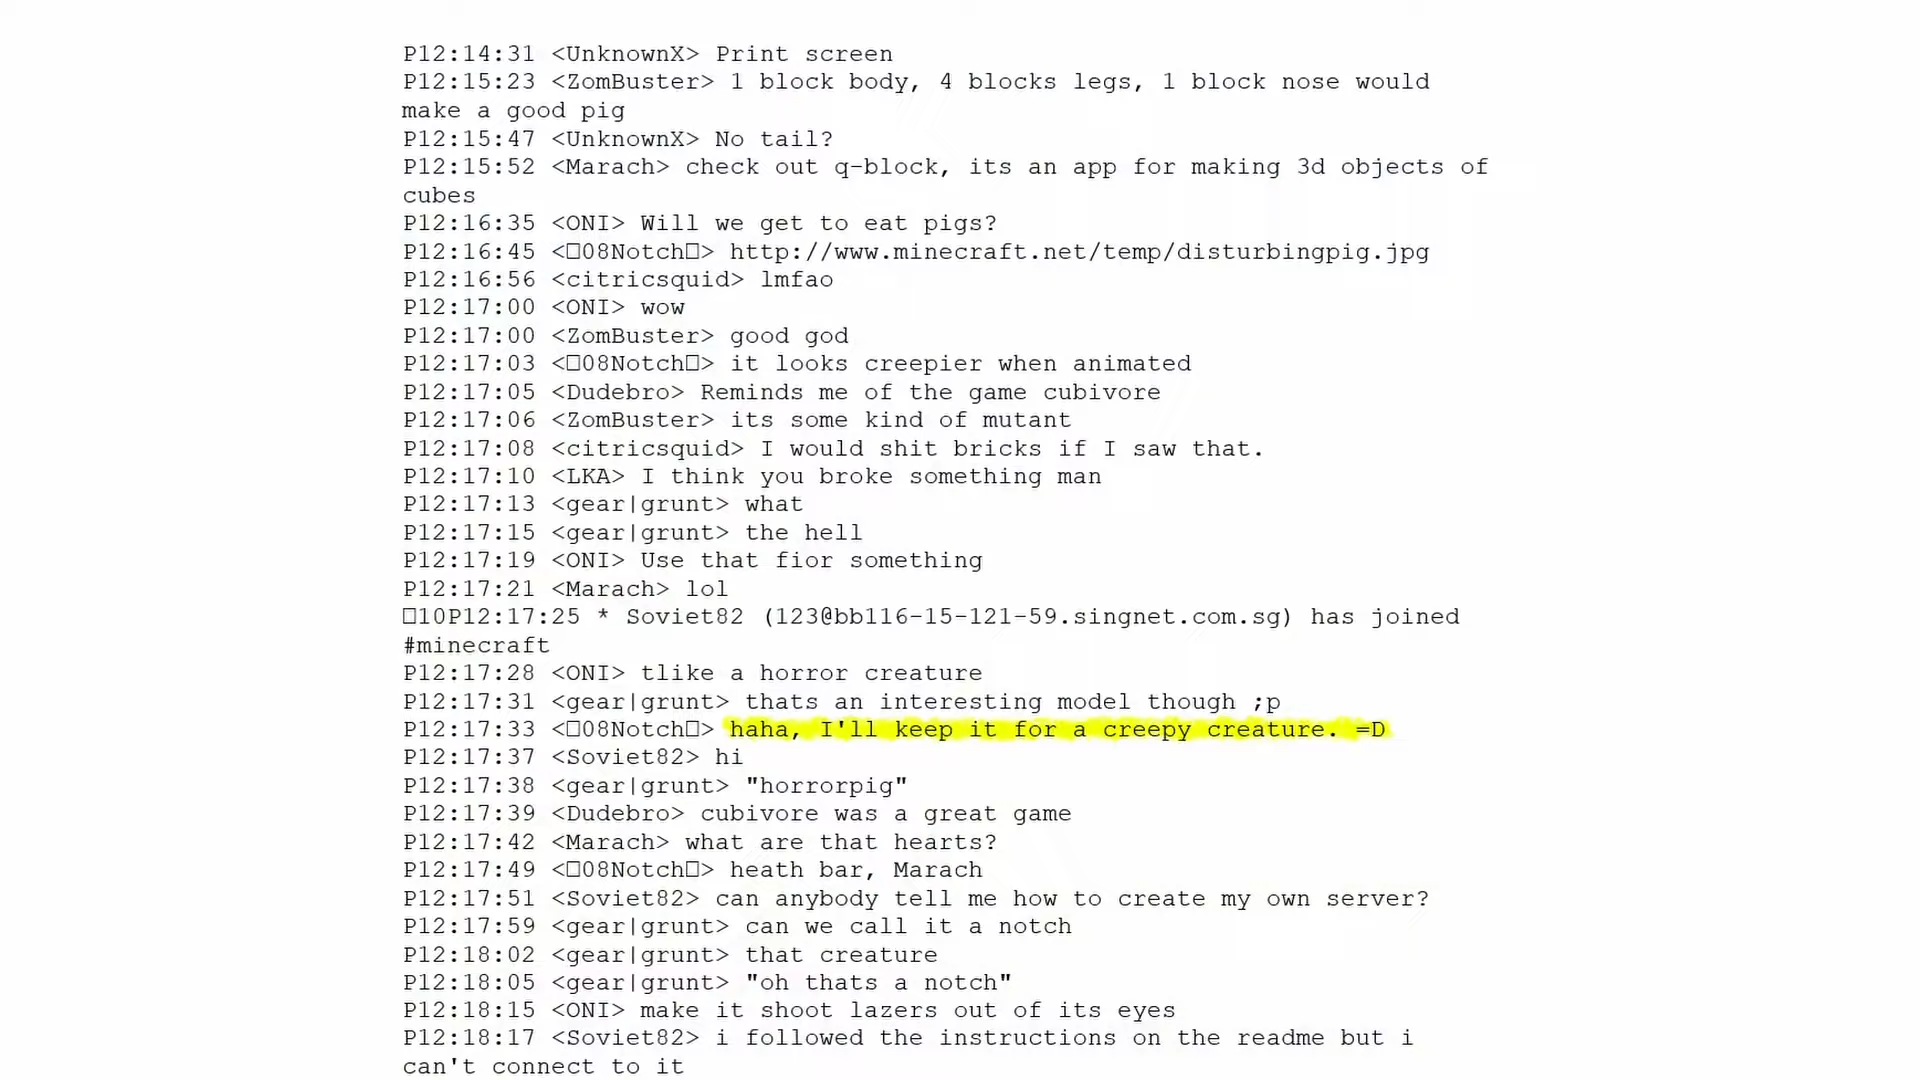 P12:14:31 <UnknownX> Print screen
P12:15:23 <ZomBuster> 1 block body, 4 blocks legs, 1 block nose would
make a good pig
P12:15:47 <UnknownX> No tail?
P12:15:52 <Marach> check out q-block, its an app for making 3d objects of
cubes
P12:16:35 <ONI> Will we get to eat pigs?
P12:16:45 <□08Notch□> http://www.minecraft.net/temp/disturbingpig.jpg
P12:16:56 <citricsquid> lmfao
P12:17:00 <ONI> wow
P12:17:00 <ZomBuster> good god
P12:17:03 <□08Notch□> it looks creepier when animated
P12:17:05 <Dudebro> Reminds me of the game cubivore
P12:17:06 <ZomBuster> its some kind of mutant
P12:17:08 <citricsquid> I would shit bricks if I saw that.
P12:17:10 <LKA> I think you broke something man
P12:17:13 <gear|grunt> what
P12:17:15 <gear|grunt> the hell
P12:17:19 <ONI> Use that fior something
P12:17:21 <Marach> lol
□10P12:17:25 * Soviet82 (123@bb116-15-121-59.singnet.com.sg) has joined
#minecraft
P12:17:28 <ONI> tlike a horror creature
P12:17:31 <gear|grunt> thats an interesting model though ;p
P12:17:33 <□08Notch□> haha, I'll keep it for a creepy creature. =D
P12:17:37 <Soviet82> hi
P12:17:38 <gear|grunt> "horrorpig"
P12:17:39 <Dudebro> cubivore was a great game
P12:17:42 <Marach> what are that hearts?
P12:17:49 <□08Notch□> heath bar, Marach
P12:17:51 <Soviet82> can anybody tell me how to create my own server?
P12:17:59 <gear|grunt> can we call it a notch
P12:18:02 <gear|grunt> that creature
P12:18:05 <gear|grunt> "oh thats a notch"
P12:18:15 <ONI> make it shoot lazers out of its eyes
P12:18:17 <Soviet82> i followed the instructions on the readme but i
can't connect to it